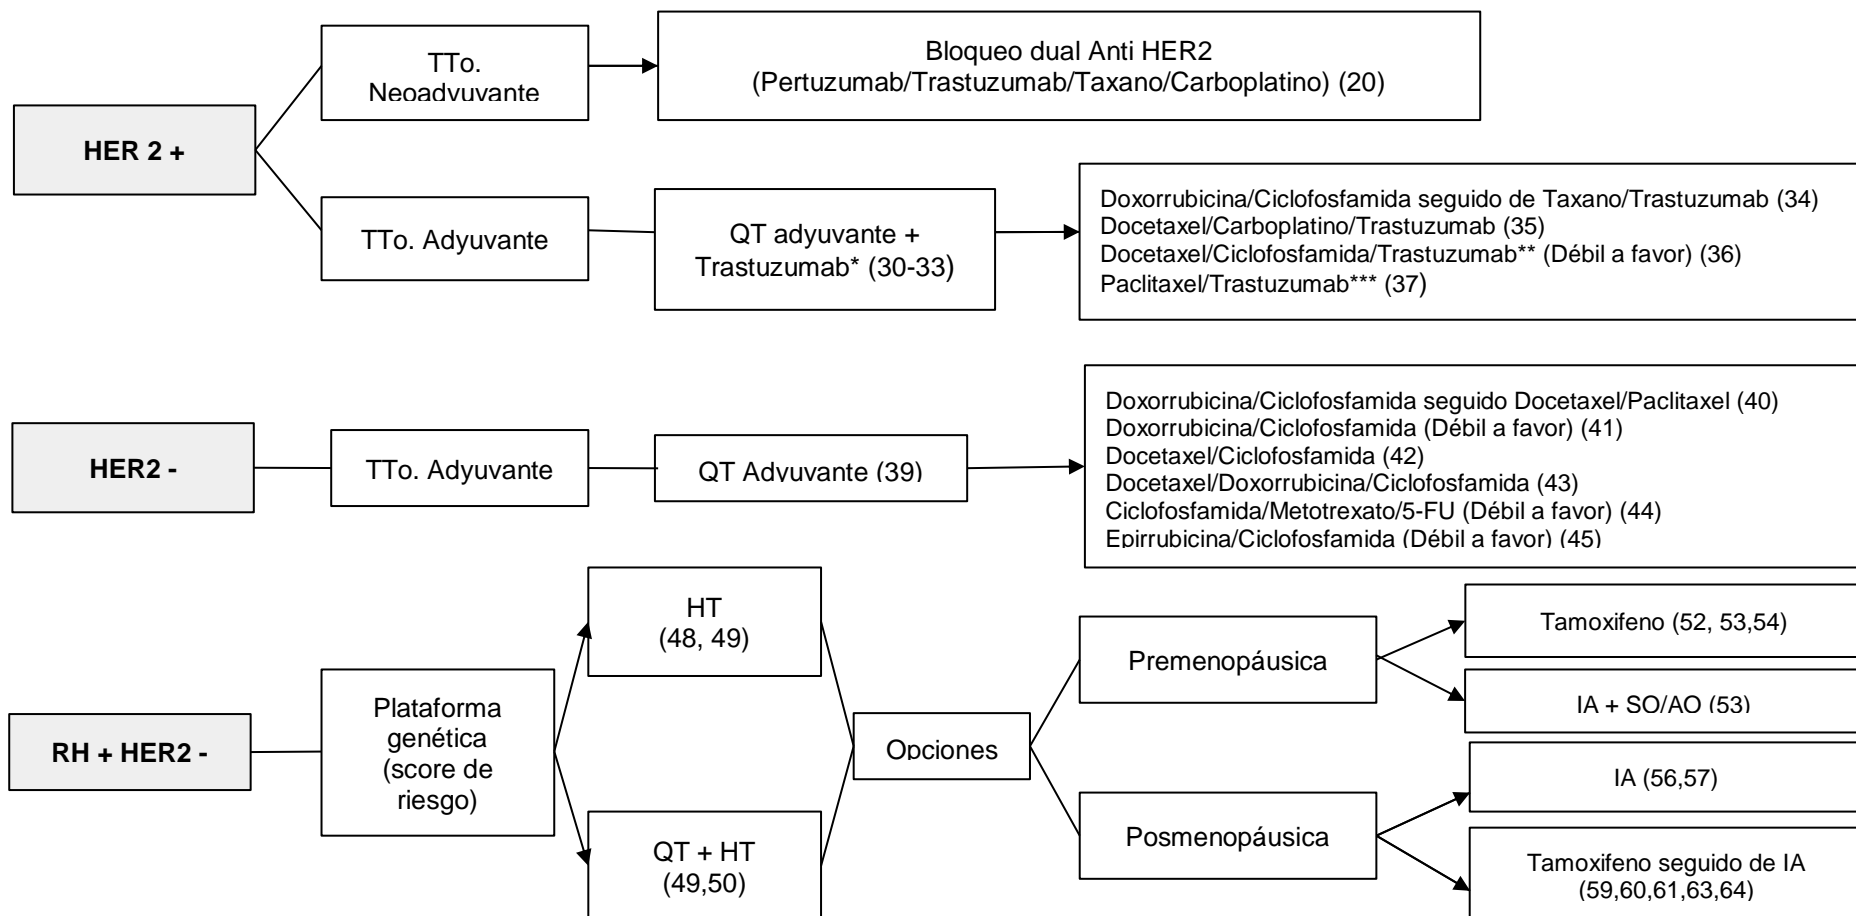 HER 2 +
TTo.
Neoadyuvante
Bloqueo dual Anti HER2
(Pertuzumab/Trastuzumab/Taxano/Carboplatino) (20)
TTo. Adyuvante
QT adyuvante +
Trastuzumab* (30-33)
Doxorrubicina/Ciclofosfamida seguido de Taxano/Trastuzumab (34)
Docetaxel/Carboplatino/Trastuzumab (35)
Docetaxel/Ciclofosfamida/Trastuzumab** (Débil a favor) (36)
Paclitaxel/Trastuzumab*** (37)
HER2 -
TTo. Adyuvante
QT Adyuvante (39)
Doxorrubicina/Ciclofosfamida seguido Docetaxel/Paclitaxel (40)
Doxorrubicina/Ciclofosfamida (Débil a favor) (41)
Docetaxel/Ciclofosfamida (42)
Docetaxel/Doxorrubicina/Ciclofosfamida (43)
Ciclofosfamida/Metotrexato/5-FU (Débil a favor) (44)
Epirrubicina/Ciclofosfamida (Débil a favor) (45)
RH + HER2 -
Plataforma
genética
(score de
riesgo)
HT
(48, 49)
QT + HT
(49,50)
Opciones
Premenopáusica
Tamoxifeno (52, 53,54)
IA + SO/AO (53)
Posmenopáusica
IA (56,57)
Tamoxifeno seguido de IA
(59,60,61,63,64)